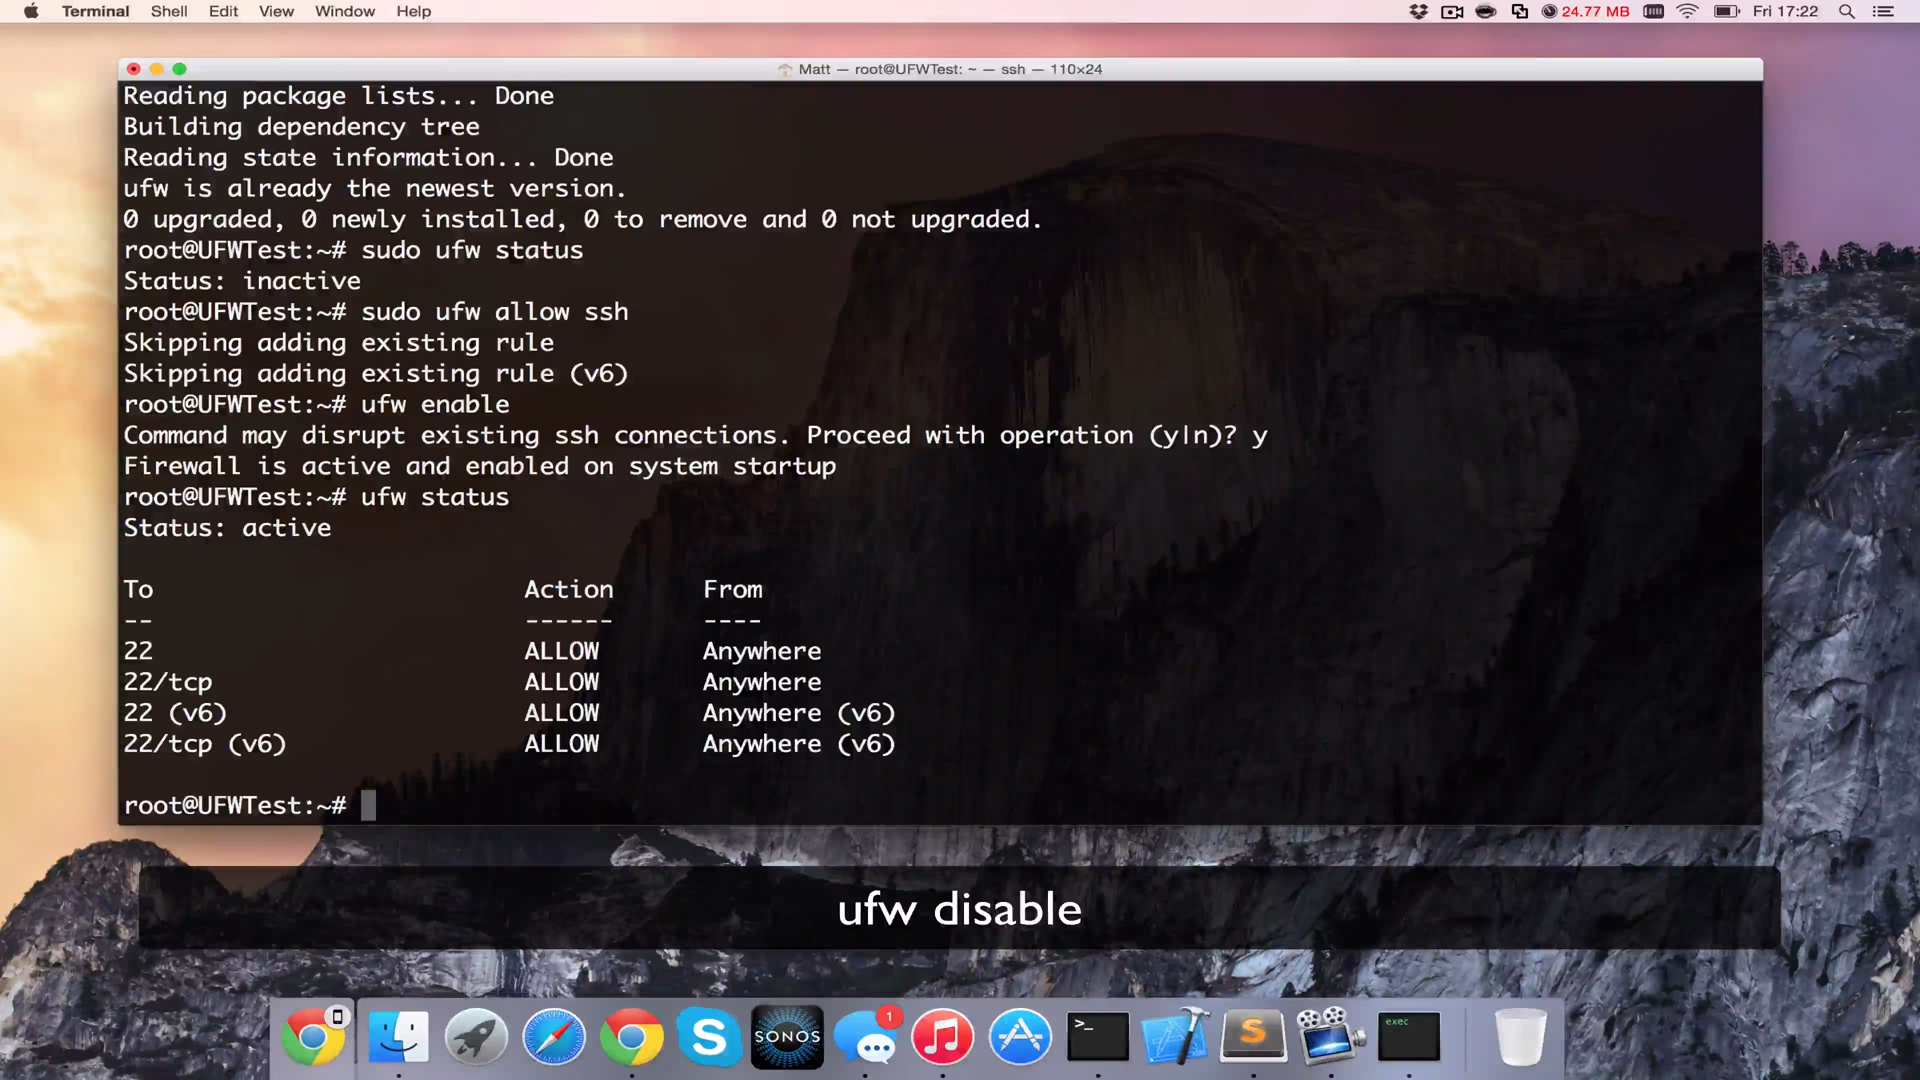 Terminal Shell Edit View Window Help 24.77 MB Fri 17:22
Matt — root@UFWTest: ~ — ssh — 110×24
Reading package lists... Done
Building dependency tree
Reading state information... Done
ufw is already the newest version.
0 upgraded, 0 newly installed, 0 to remove and 0 not upgraded.
root@UFWTest:~# sudo ufw status
Status: inactive
root@UFWTest:~# sudo ufw allow ssh
Skipping adding existing rule
Skipping adding existing rule (v6)
root@UFWTest:~# ufw enable
Command may disrupt existing ssh connections. Proceed with operation (y|n)? y
Firewall is active and enabled on system startup
root@UFWTest:~# ufw status
Status: active
To Action From
-- ------ ----
22 ALLOW Anywhere
22/tcp ALLOW Anywhere
22 (v6) ALLOW Anywhere (v6)
22/tcp (v6) ALLOW Anywhere (v6)
root@UFWTest:~#
ufw disable
S SONOS 1 >_ S exec